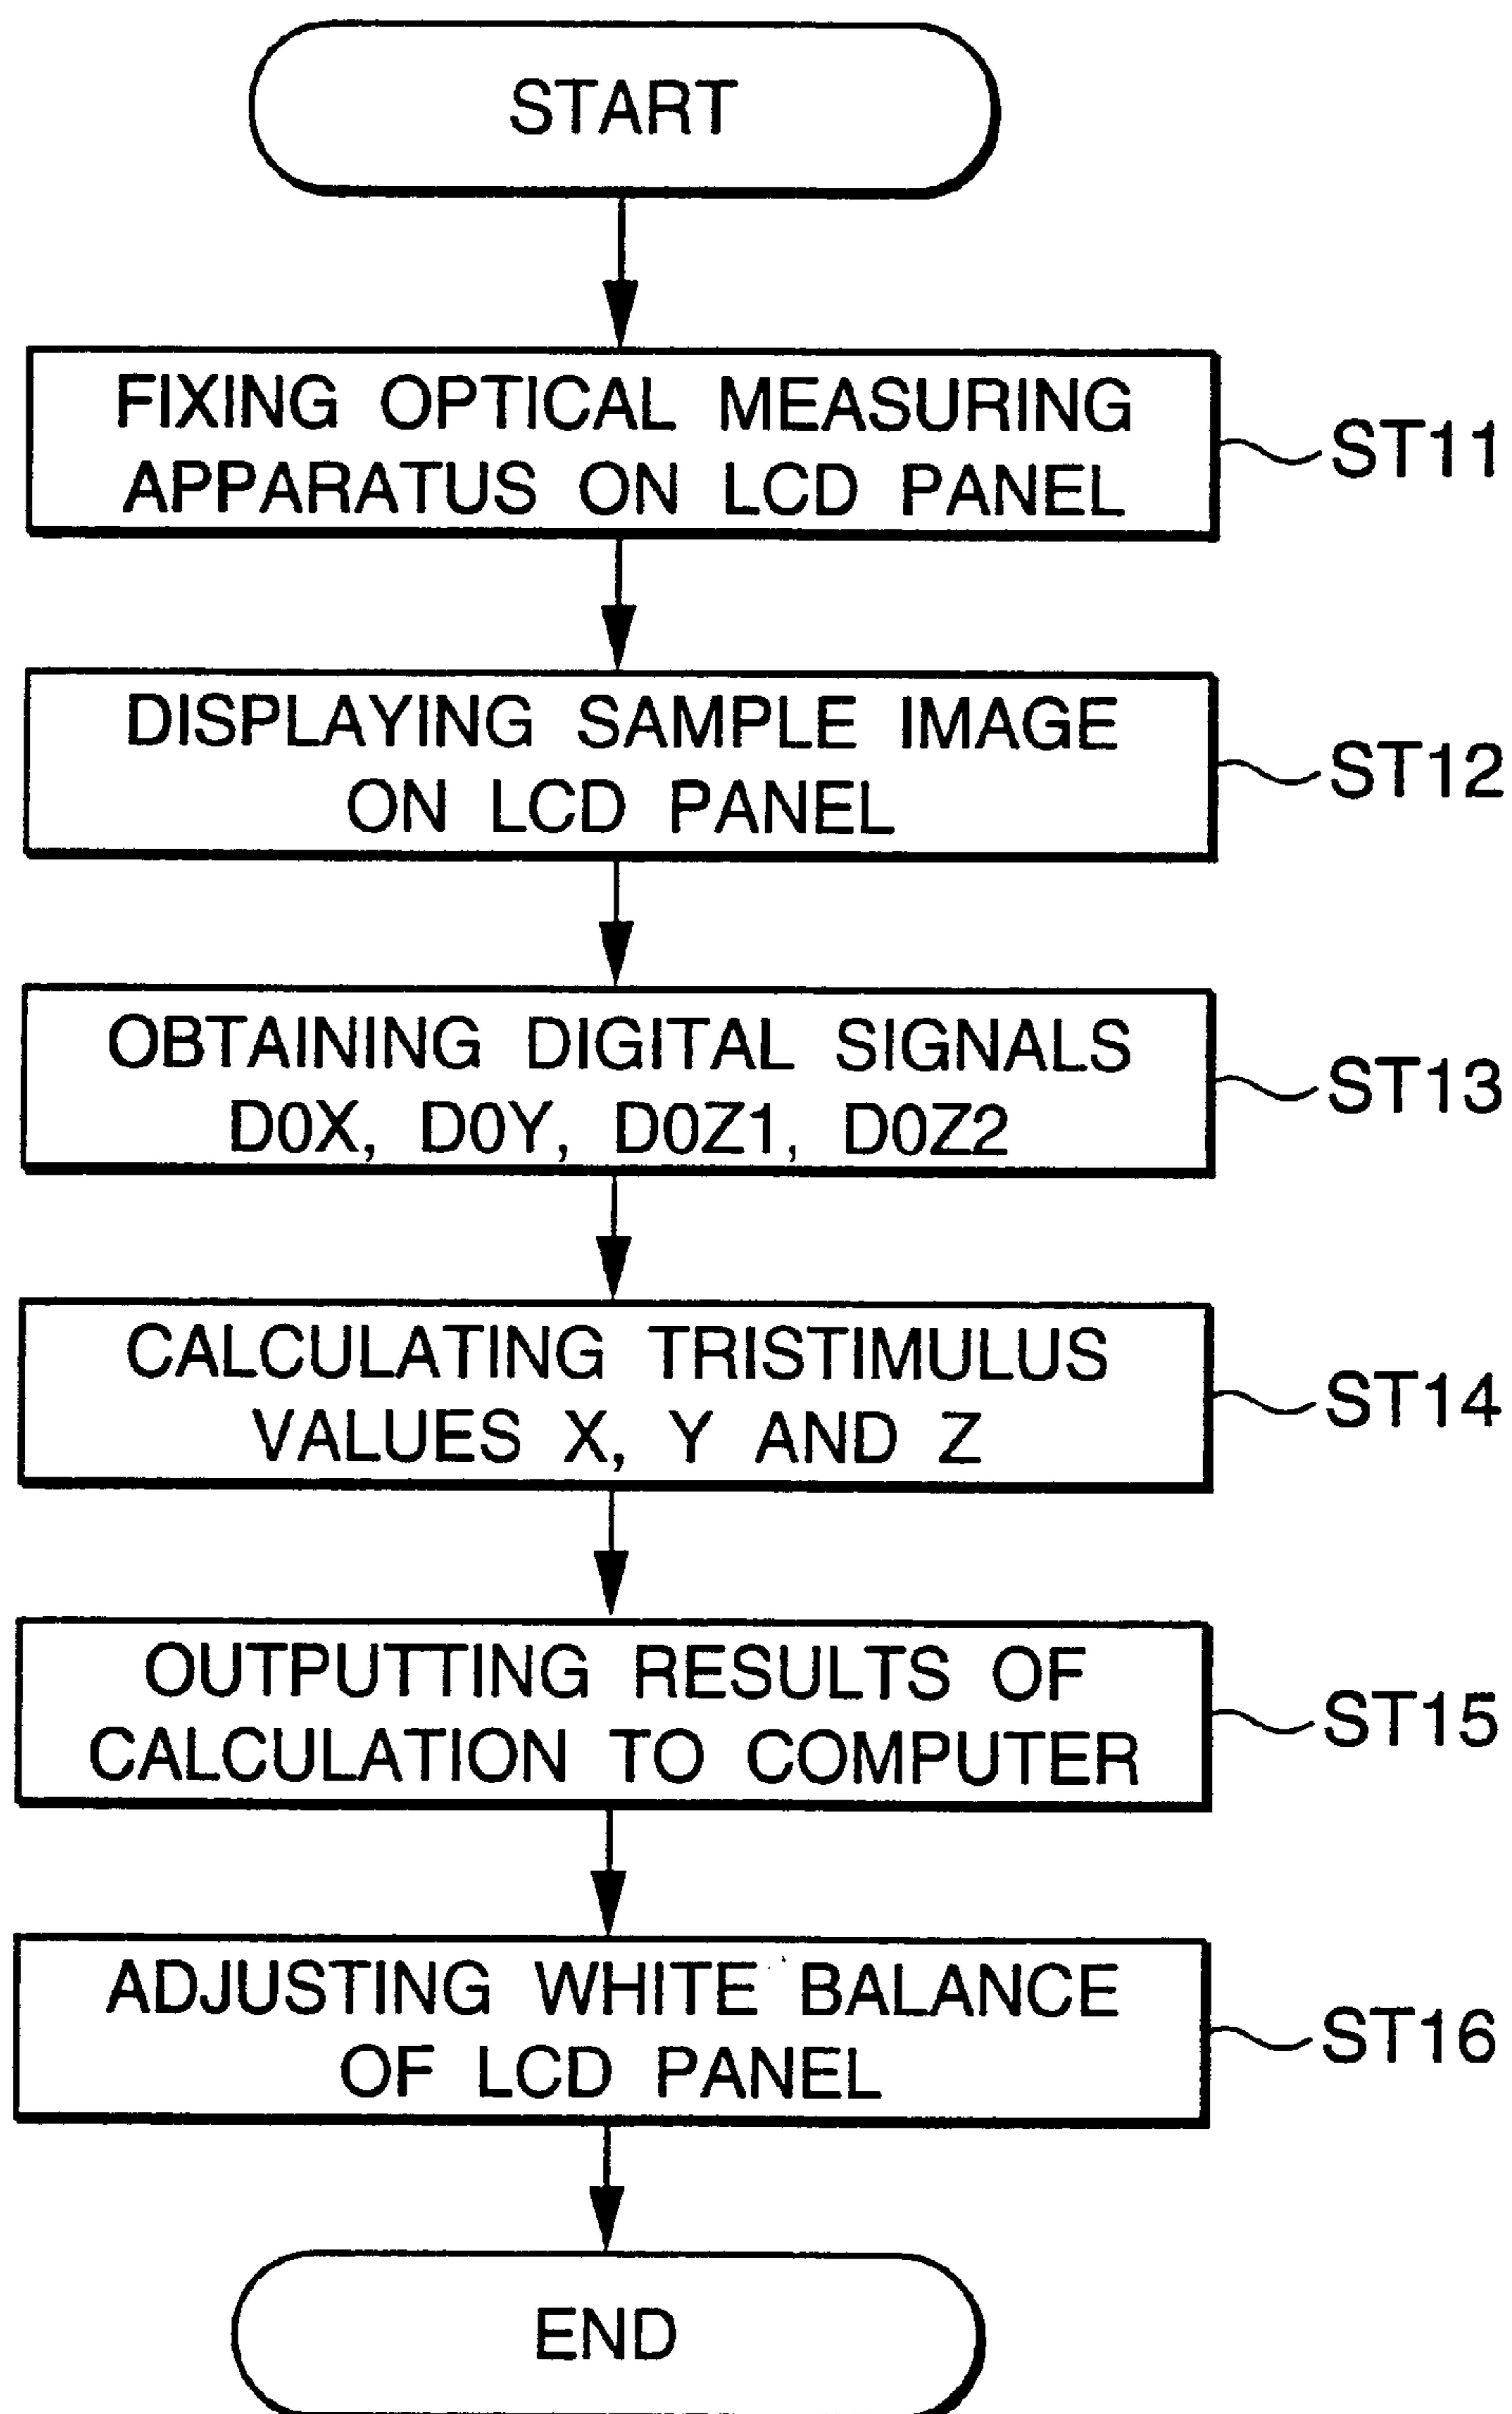 START
FIXING OPTICAL MEASURING
APPARATUS ON LCD PANEL
ST11
DISPLAYING SAMPLE IMAGE
ON LCD PANEL
ST12
OBTAINING DIGITAL SIGNALS
D0X, D0Y, D0Z1, D0Z2
ST13
CALCULATING TRISTIMULUS
VALUES X, Y AND Z
ST14
OUTPUTTING RESULTS OF
CALCULATION TO COMPUTER
ST15
ADJUSTING WHITE BALANCE
OF LCD PANEL
ST16
END